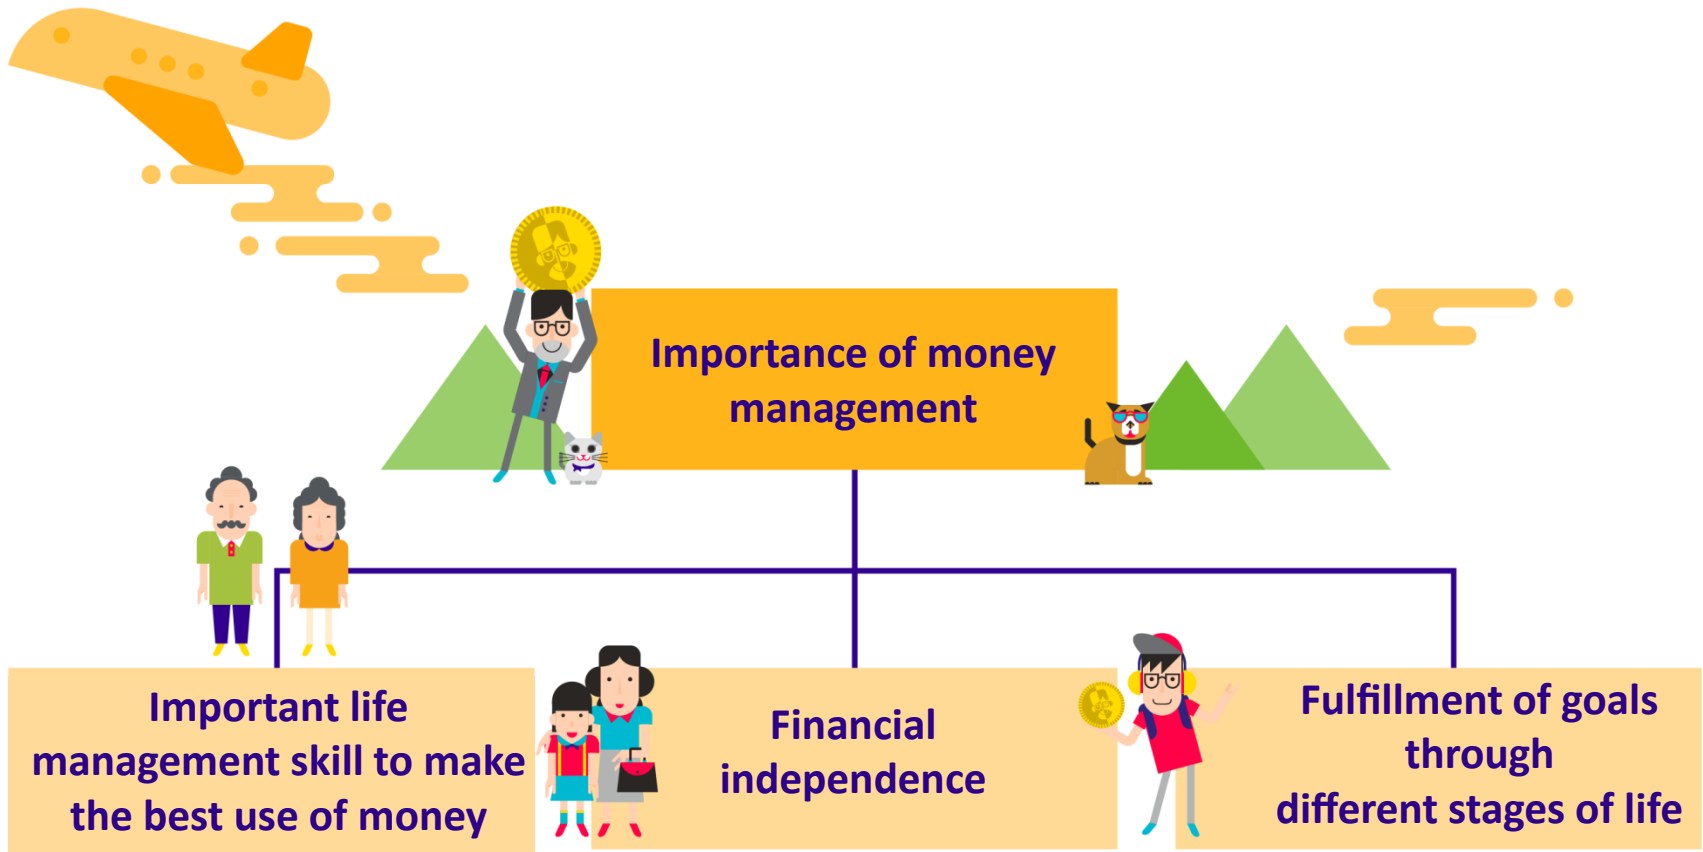 Importance of money
management
Important life
management skill to make
the best use of money
Financial
independence
Fulfillment of goals
through
different stages of life